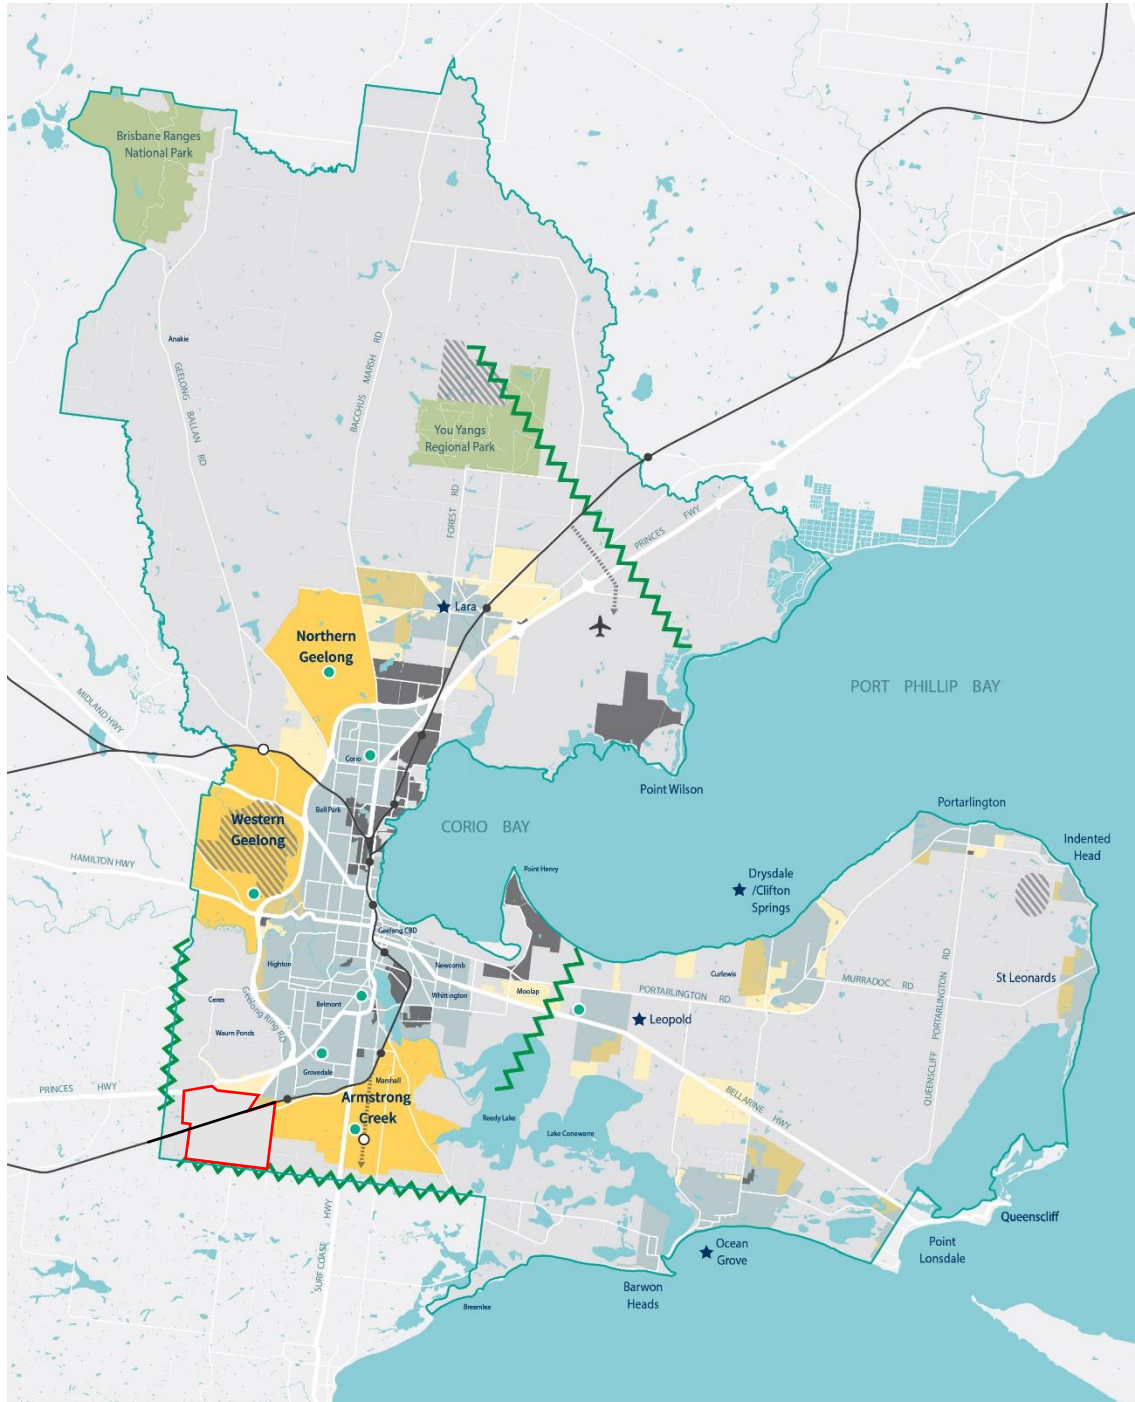 Brisbane Ranges
National Park
Anakie
GEELONG BALLAN RD
BACCHUS MARSH RD
You Yangs
Regional Park
FOREST RD
PRINCES FWY
Lara
Northern
Geelong
MIDLAND HWY
PORT PHILLIP BAY
Corio
Point Wilson
Bell Park
Western
Geelong
CORIO BAY
Portarlington
Indented
Head
HAMILTON HWY
Point Henry
Drysdale
/Clifton
Springs
Geelong CBD
Highton
Newcomb
Curlewis
MURRADOC RD
St Leonards
Ceres
Geelong Ring RD
Belmont
Whittington
Moolap
PORTARLINGTON RD
QUEENSCLIFF PORTARLINGTON RD
Leopold
Waurn Ponds
Grovedale
Marshall
PRINCES HWY
Armstrong
Creek
Reedy Lake
Lake Connewarre
BELLARINE HWY
SURF COAST HWY
Queenscliff
Point
Lonsdale
Ocean
Grove
Barwon
Heads
Breamlea